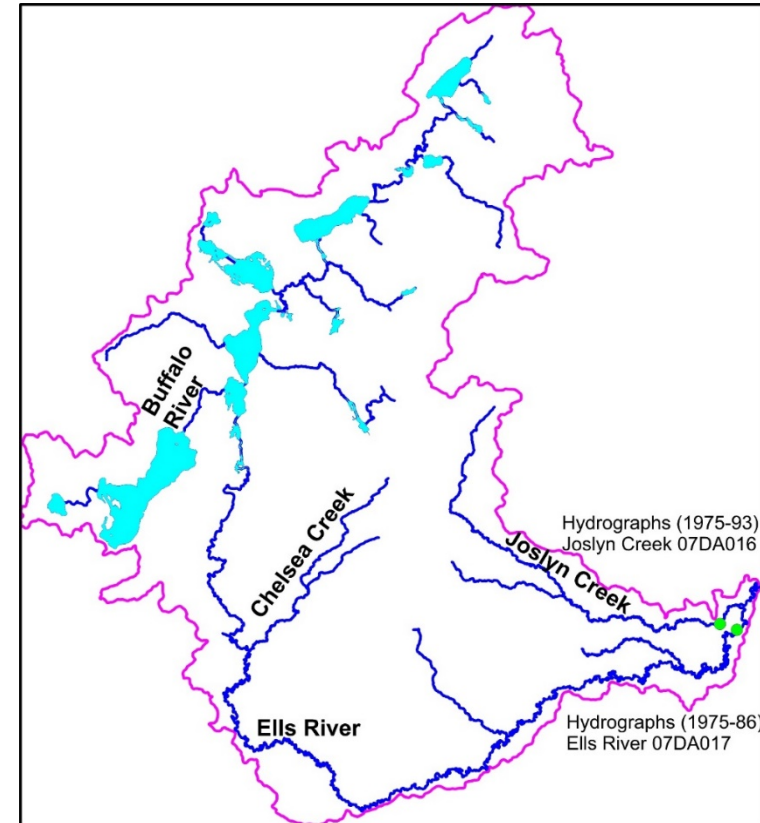 Buffalo
River
Chelsea Creek
Joslyn Creek
Hydrographs (1975-93)
Joslyn Creek 07DA016
Ells River
Hydrographs (1975-86)
Ells River 07DA017